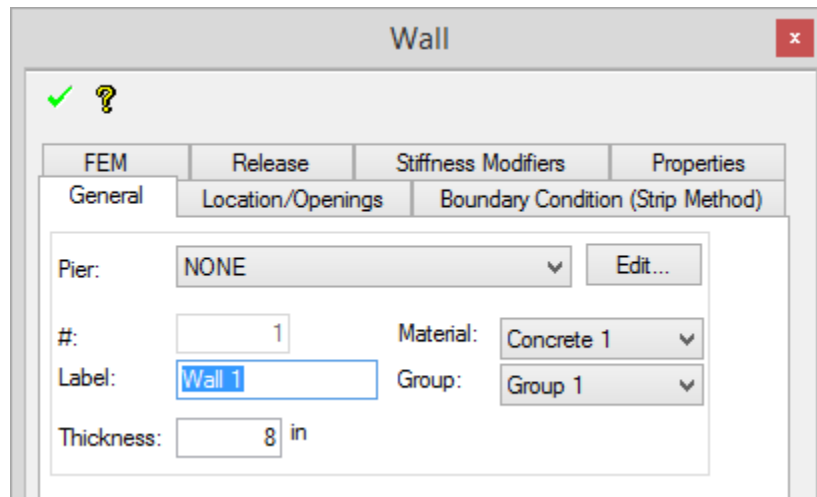 Wall
x
?
FEM Release Stiffness Modifiers Properties
General Location/Openings Boundary Condition (Strip Method)
Pier: NONE Edit...
#: 1 Material: Concrete 1
Label: Wall 1 Group: Group 1
Thickness: 8 in